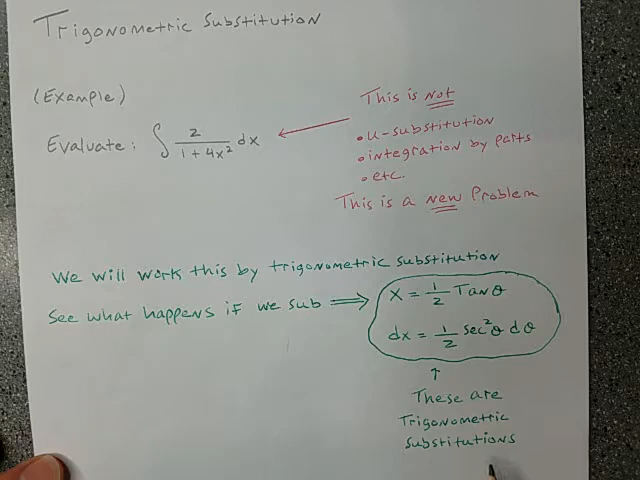 Trigonometric Substitution
(Example)
Evaluate: ∫ 2/(1+4x²) dx
This is Not
• u-substitution
• integration by parts
• etc.
This is a new Problem
We will work this by trigonometric substitution
See what happens if we sub ⟹ x = 1/2 Tan θ
dx = 1/2 sec²θ dθ
↑
These are
Trigonometric
Substitutions